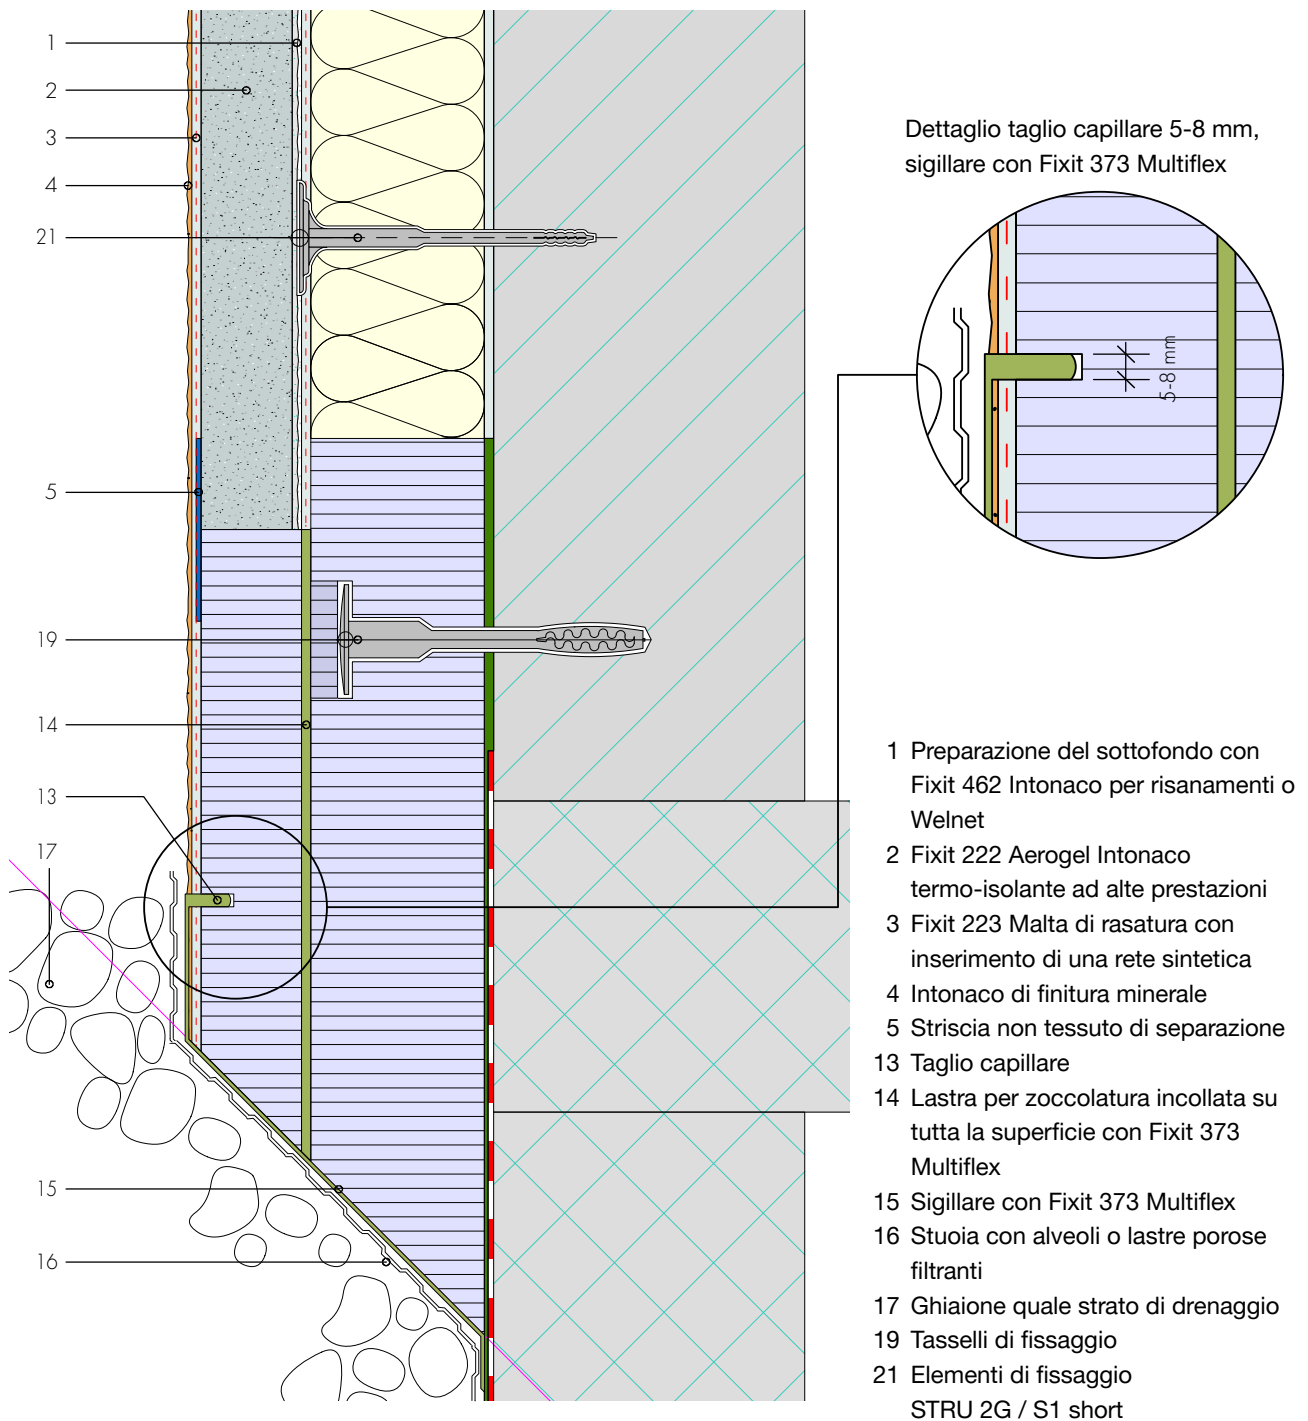 1
2
3
4
21
5
19
14
13
17
15
16
Dettaglio taglio capillare 5-8 mm,
sigillare con Fixit 373 Multiflex
5-8 mm
1 Preparazione del sottofondo con
Fixit 462 Intonaco per risanamenti o
Welnet
2 Fixit 222 Aerogel Intonaco
termo-isolante ad alte prestazioni
3 Fixit 223 Malta di rasatura con
inserimento di una rete sintetica
4 Intonaco di finitura minerale
5 Striscia non tessuto di separazione
13 Taglio capillare
14 Lastra per zoccolatura incollata su
tutta la superficie con Fixit 373
Multiflex
15 Sigillare con Fixit 373 Multiflex
16 Stuoia con alveoli o lastre porose
filtranti
17 Ghiaione quale strato di drenaggio
19 Tasselli di fissaggio
21 Elementi di fissaggio
STRU 2G / S1 short